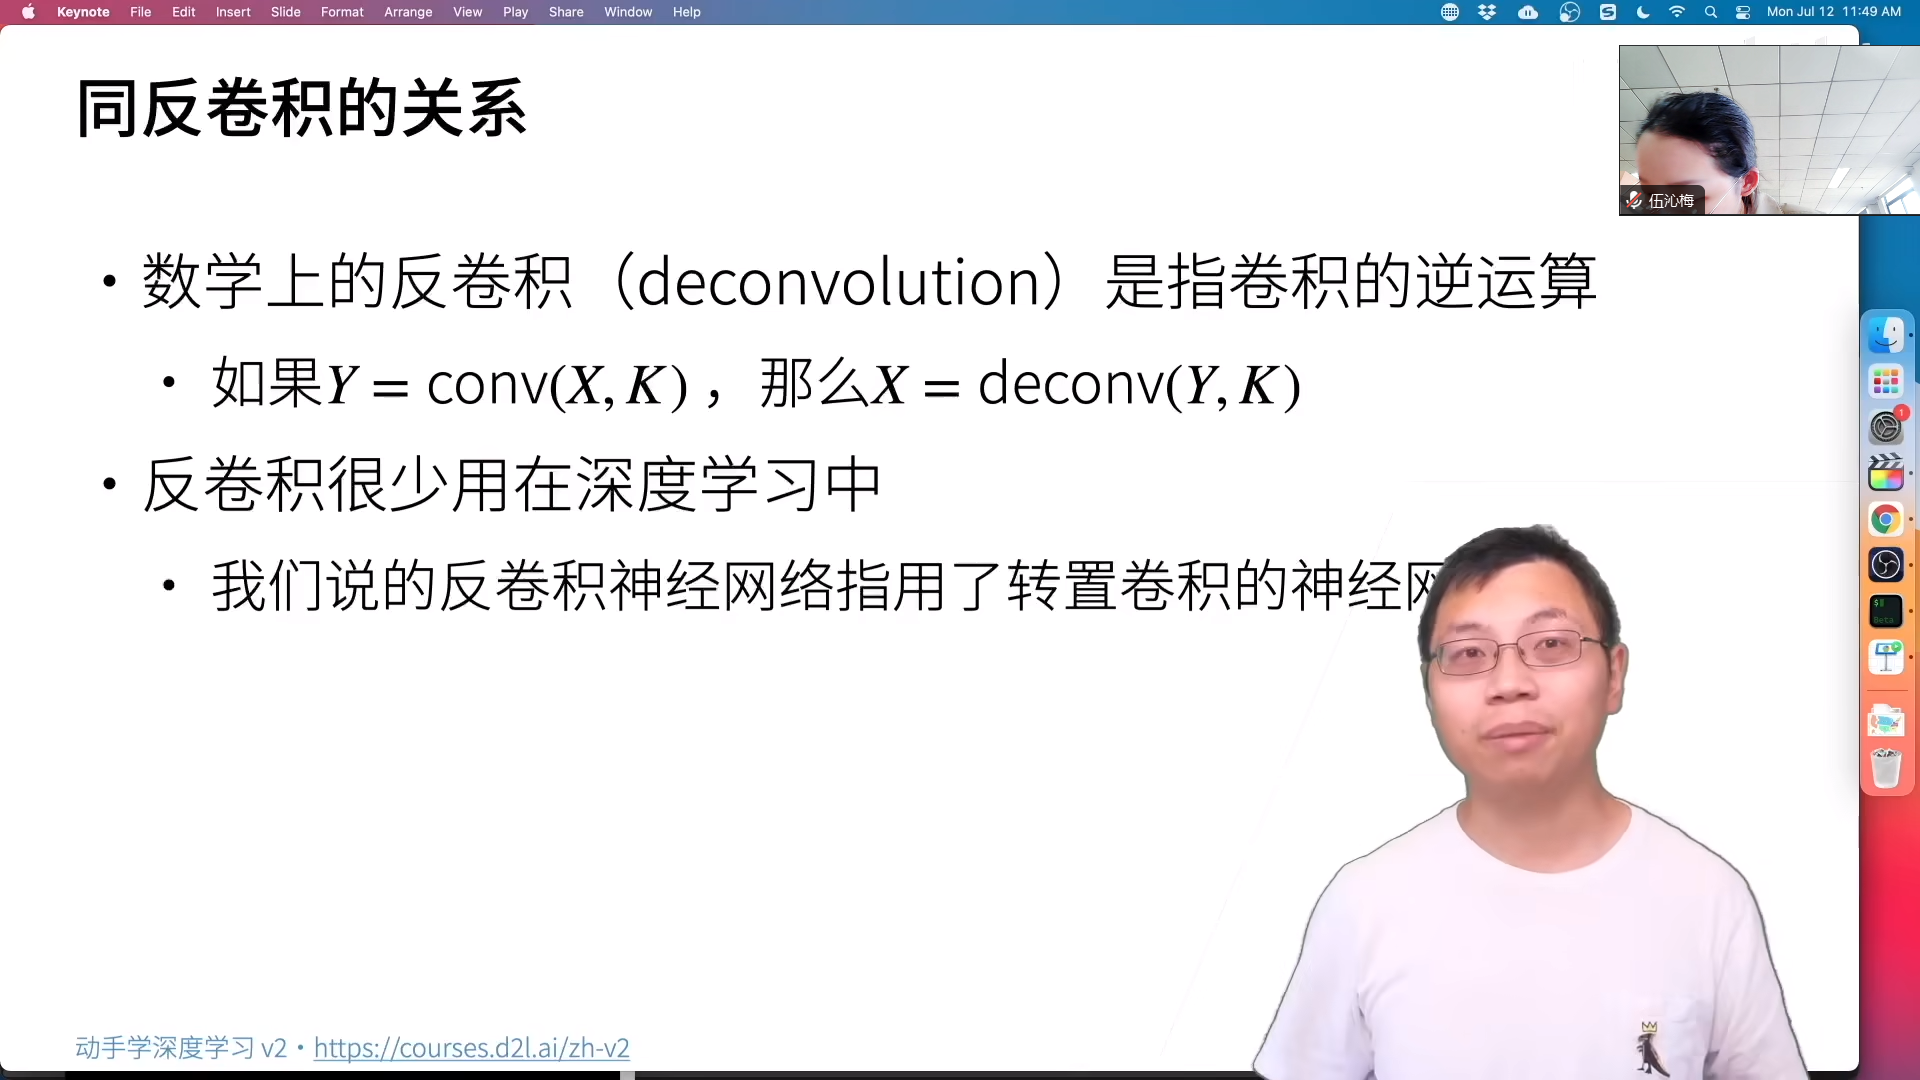 Keynote File Edit Insert Slide Format Arrange View Play Share Window Help
Mon Jul 12 11:49 AM
同反卷积的关系
伍沁梅
• 数学上的反卷积（deconvolution）是指卷积的逆运算
• 如果Y = conv(X, K)，那么X = deconv(Y, K)
• 反卷积很少用在深度学习中
• 我们说的反卷积神经网络指用了转置卷积的神经网
动手学深度学习 v2 • https://courses.d2l.ai/zh-v2